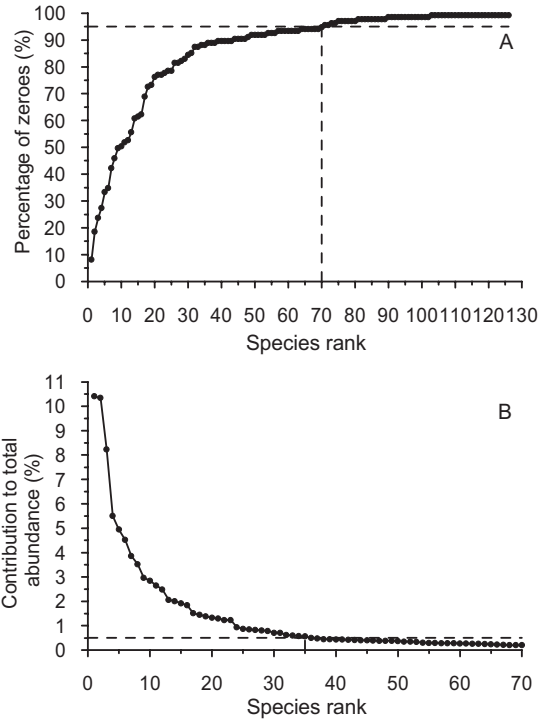 100
90
80
70
60
50
40
30
20
10
0
Percentage of zeroes (%)
A
0 10 20 30 40 50 60 70 80 90 100 110 120 130
Species rank
11
10
9
8
7
6
5
4
3
2
1
0
Contribution to total
abundance (%)
B
0 10 20 30 40 50 60 70
Species rank